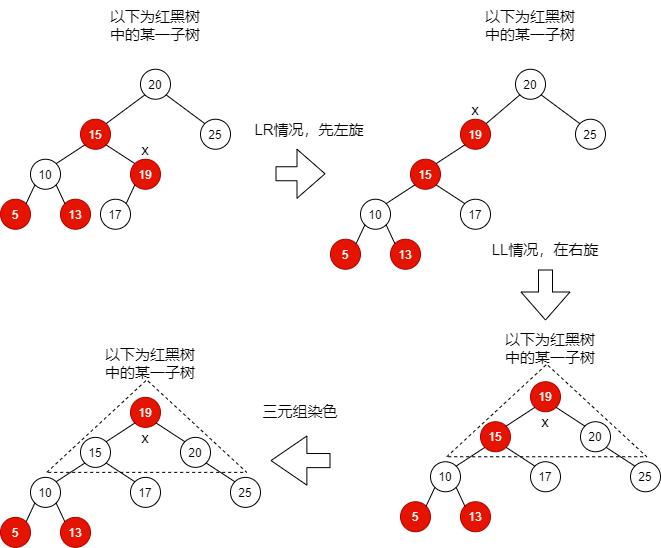 以下为红黑树
中的某一子树
20
15
x
25
10
19
5
13
17
LR情况，先左旋
以下为红黑树
中的某一子树
20
x
19
25
15
10
17
5
13
LL情况，在右旋
以下为红黑树
中的某一子树
19
x
15
20
10
17
25
5
13
三元组染色
以下为红黑树
中的某一子树
19
x
15
20
10
17
25
5
13